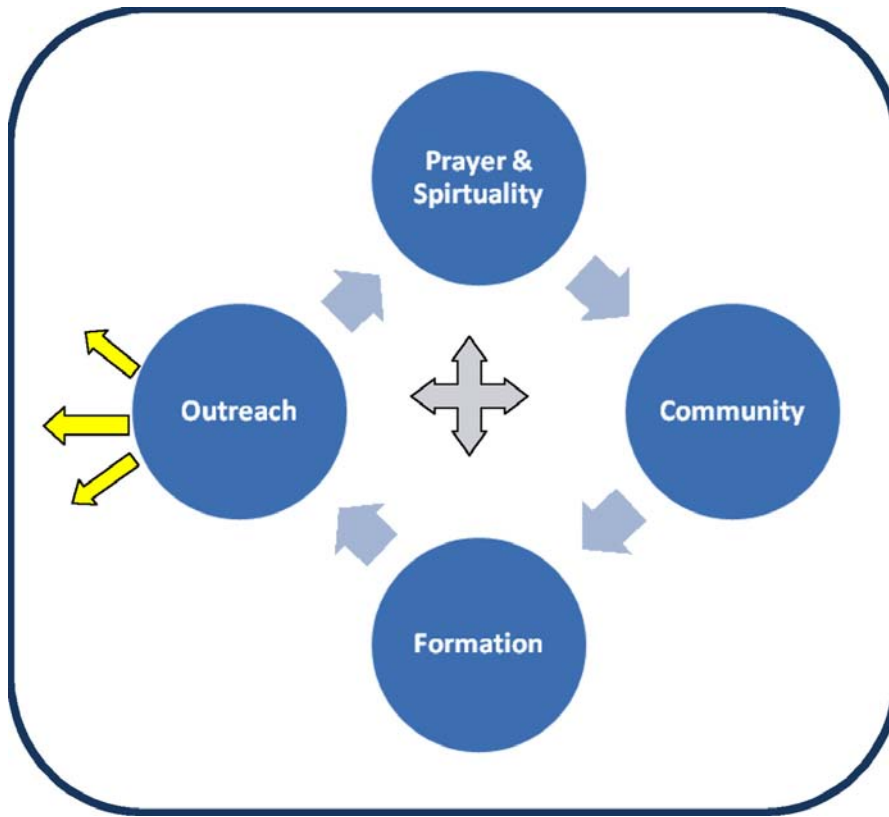 Prayer &
Spirtuality
Outreach
Community
Formation